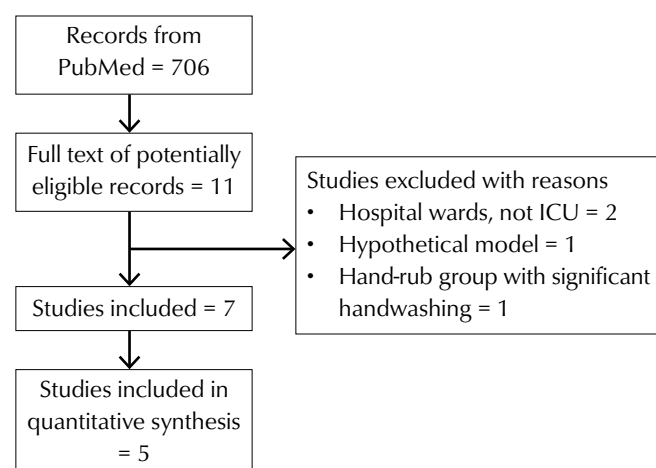 Records from
PubMed = 706
Full text of potentially
eligible records = 11
Studies excluded with reasons
• Hospital wards, not ICU = 2
• Hypothetical model = 1
• Hand-rub group with significant
handwashing = 1
Studies included = 7
Studies included in
quantitative synthesis
= 5